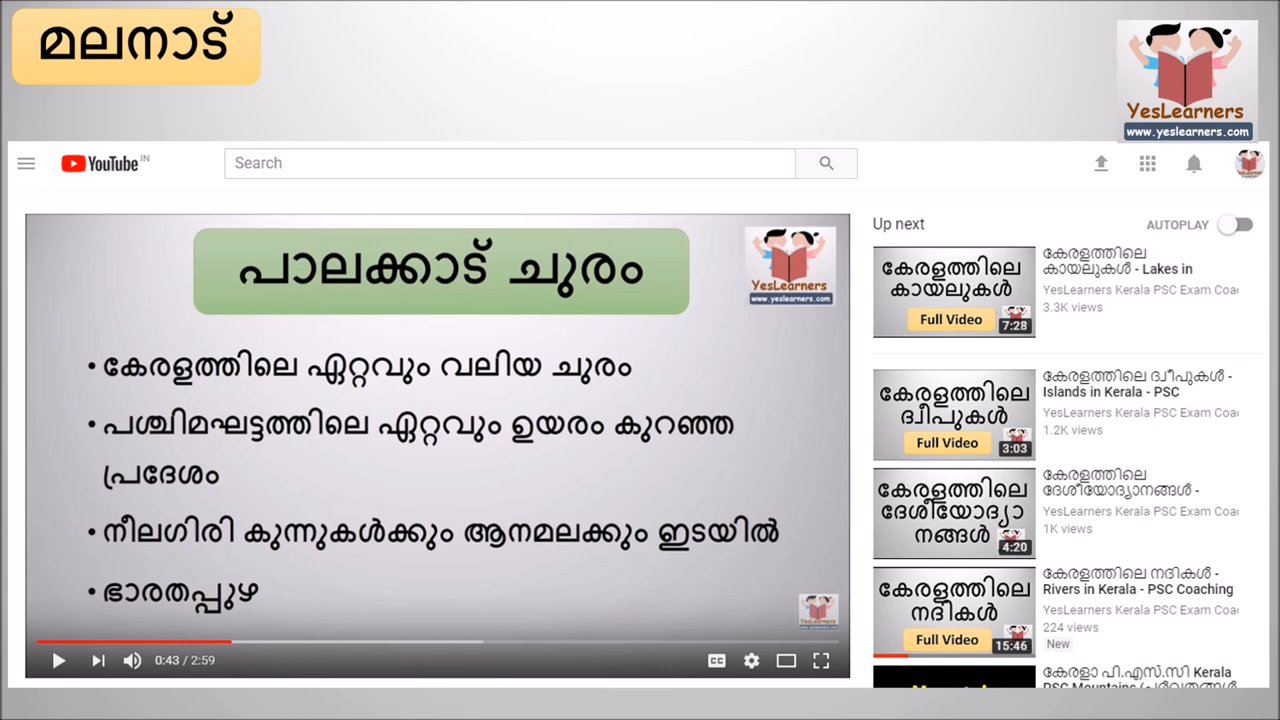 മലനാട്
YesLearners
www.yeslearners.com
YouTube IN
Search
പാലക്കാട് ചുരം
YesLearners
www.yeslearners.com
• കേരളത്തിലെ ഏറ്റവും വലിയ ചുരം
• പശ്ചിമഘട്ടത്തിലെ ഏറ്റവും ഉയരം കുറഞ്ഞ
പ്രദേശം
• നീലഗിരി കുന്നുകൾക്കും ആനമലക്കും ഇടയിൽ
• ഭാരതപ്പുഴ
0:43 / 2:59
CC
Up next
AUTOPLAY
കേരളത്തിലെ
കായലുകൾ
Full Video
7:28
കേരളത്തിലെ
കായലുകൾ - Lakes in
YesLearners Kerala PSC Exam
3.3K views
കേരളത്തിലെ
ദ്വീപുകൾ
Full Video
3:03
കേരളത്തിലെ ദ്വീപുകൾ -
Islands in Kerala - PSC
YesLearners Kerala PSC Exam
1.2K views
കേരളത്തിലെ
ദേശീയോദ്യാ
നങ്ങൾ
4:20
കേരളത്തിലെ
ദേശീയോദ്യാനങ്ങൾ -
YesLearners Kerala PSC Exam
1K views
കേരളത്തിലെ
നദികൾ
Full Video
15:46
കേരളത്തിലെ നദികൾ -
Rivers in Kerala - PSC Coaching
YesLearners Kerala PSC Exam
224 views
New
കേരളാ പി.എസ്.സി Kerala
PSC Mountains